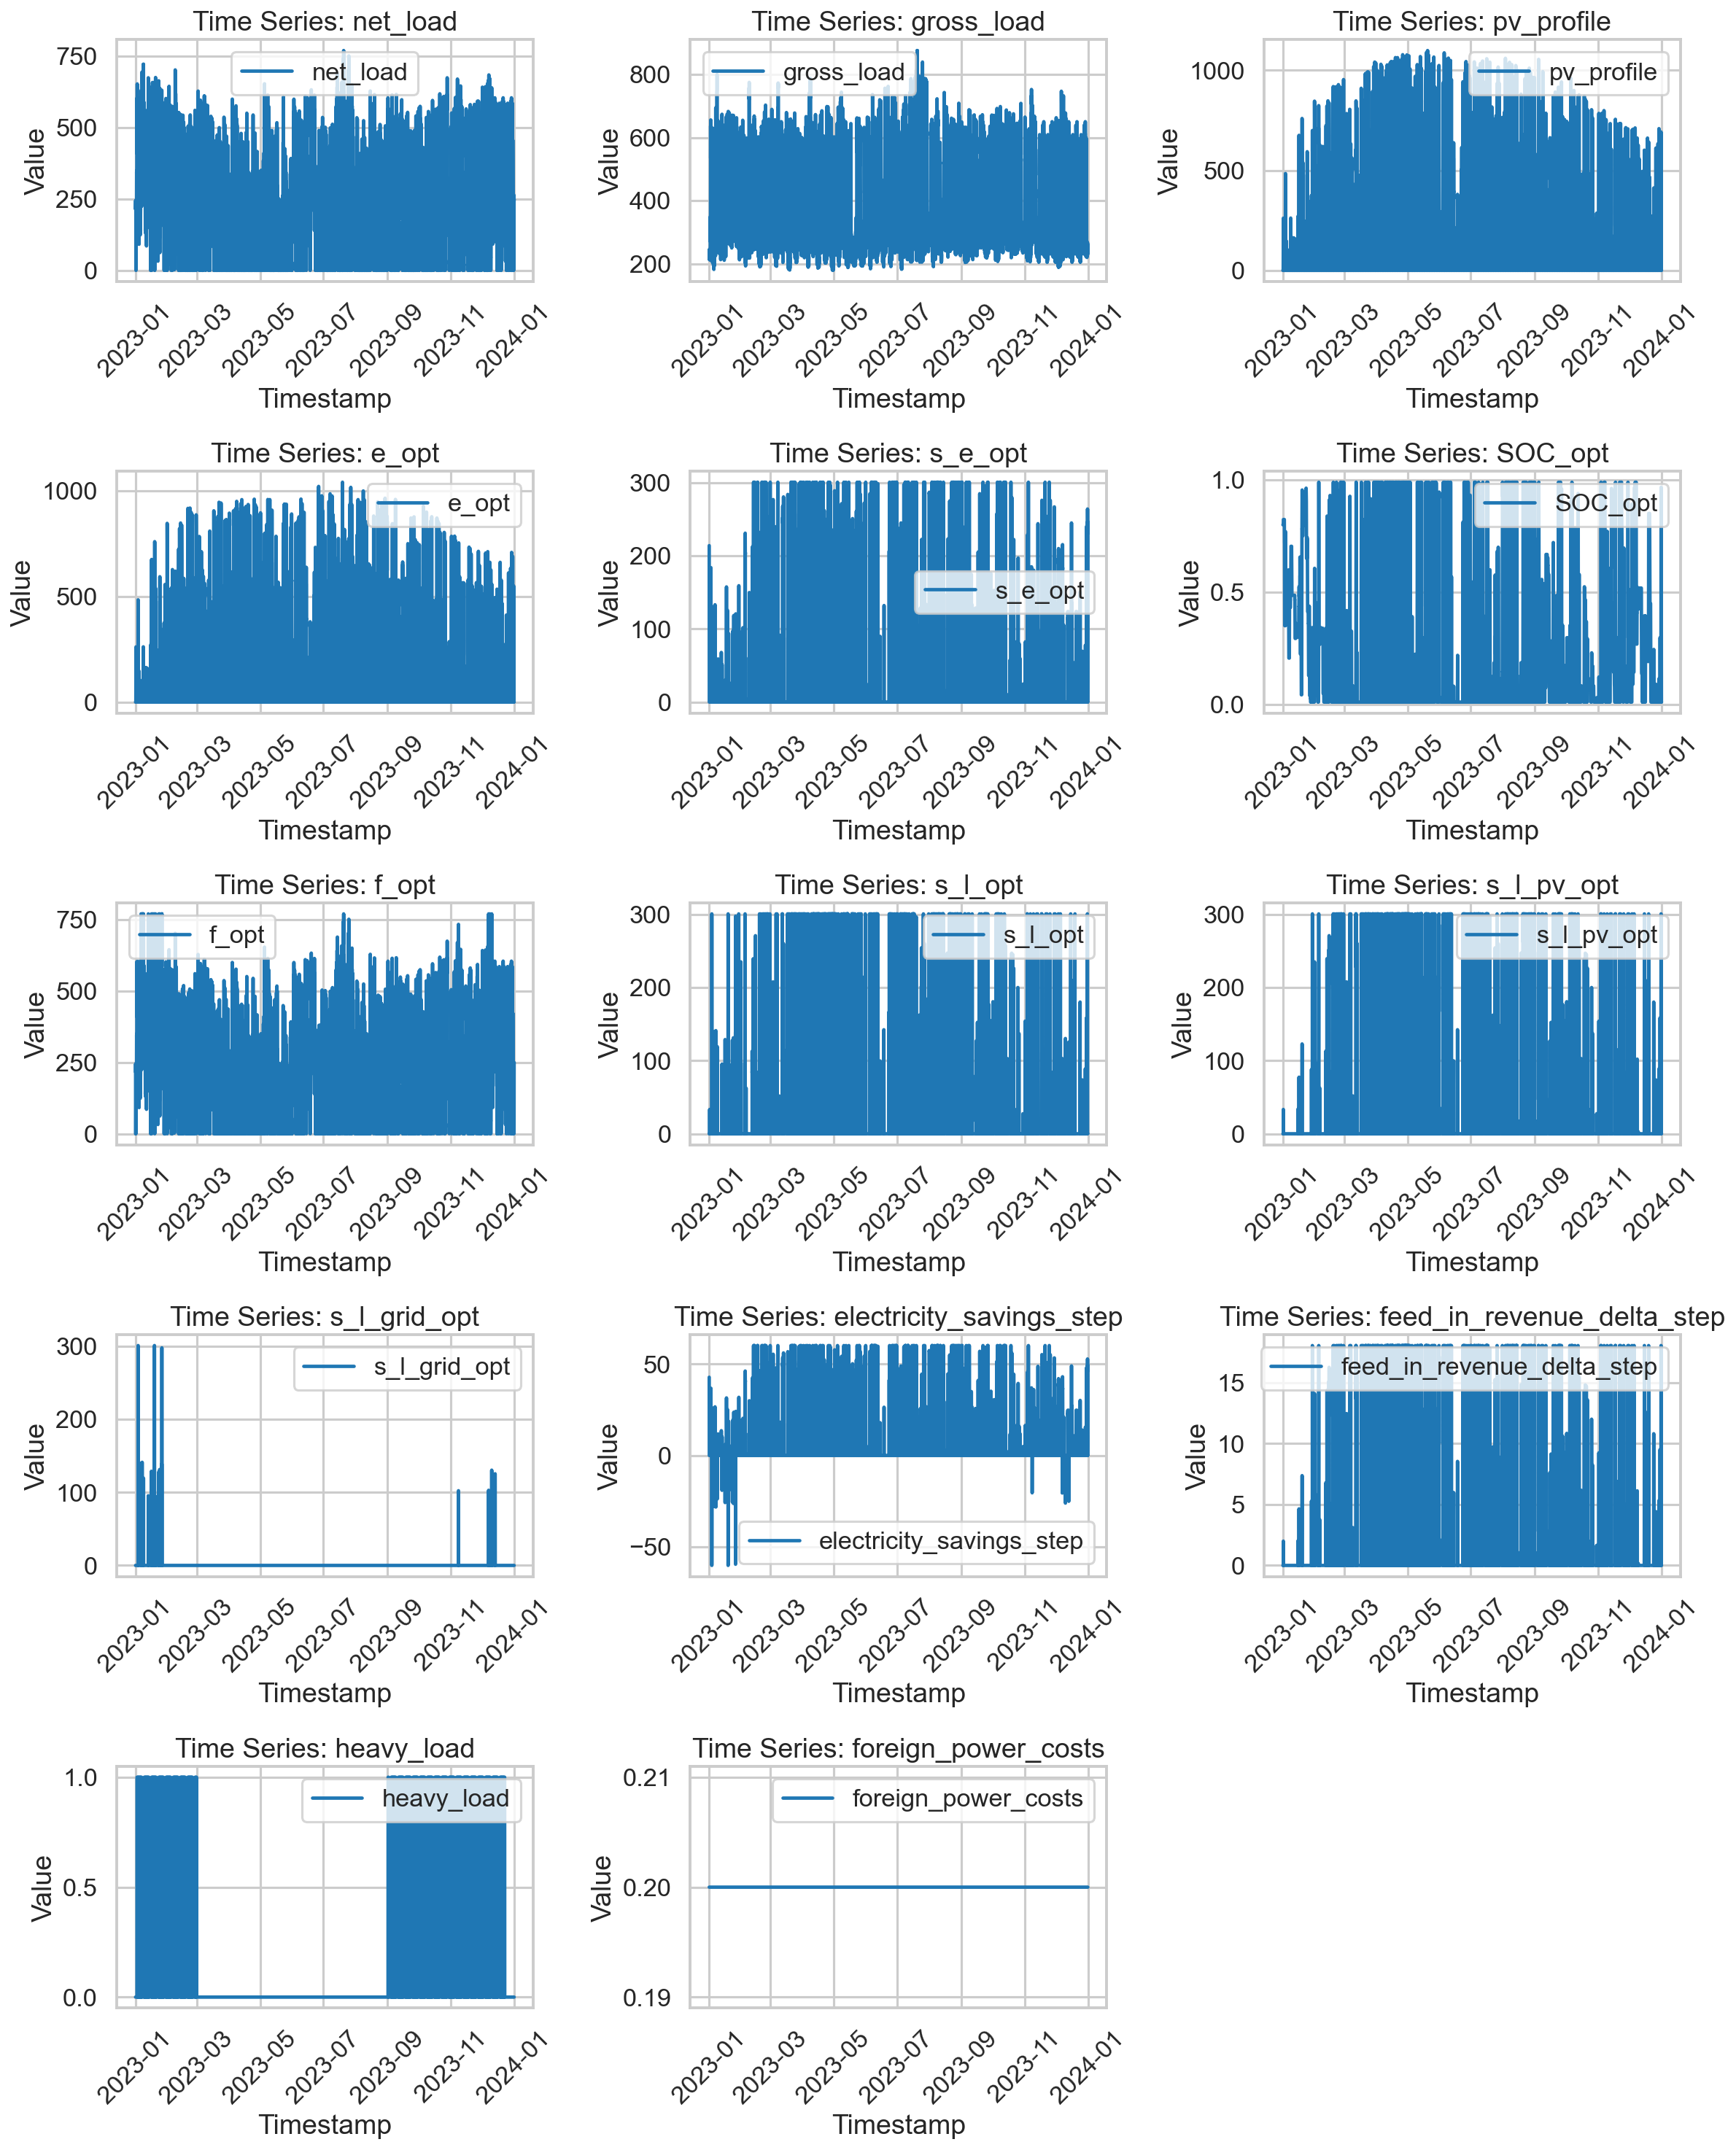 Time Series: net_load
Time Series: gross_load
Time Series: pv_profile
Value
750
500
250
0
net_load
2023-01
2023-03
2023-05
2023-07
2023-09
2023-11
2024-01
Timestamp
Value
800
600
400
200
gross_load
2023-01
2023-03
2023-05
2023-07
2023-09
2023-11
2024-01
Timestamp
Value
1000
500
0
pv_profile
2023-01
2023-03
2023-05
2023-07
2023-09
2023-11
2024-01
Timestamp
Time Series: e_opt
Time Series: s_e_opt
Time Series: SOC_opt
Value
1000
500
0
e_opt
2023-01
2023-03
2023-05
2023-07
2023-09
2023-11
2024-01
Timestamp
Value
300
200
100
0
s_e_opt
2023-01
2023-03
2023-05
2023-07
2023-09
2023-11
2024-01
Timestamp
Value
1.0
0.5
0.0
SOC_opt
2023-01
2023-03
2023-05
2023-07
2023-09
2023-11
2024-01
Timestamp
Time Series: f_opt
Time Series: s_l_opt
Time Series: s_l_pv_opt
Value
750
500
250
0
f_opt
2023-01
2023-03
2023-05
2023-07
2023-09
2023-11
2024-01
Timestamp
Value
300
200
100
0
s_l_opt
2023-01
2023-03
2023-05
2023-07
2023-09
2023-11
2024-01
Timestamp
Value
300
200
100
0
s_l_pv_opt
2023-01
2023-03
2023-05
2023-07
2023-09
2023-11
2024-01
Timestamp
Time Series: s_l_grid_opt
Time Series: electricity_savings_step
Time Series: feed_in_revenue_delta_step
Value
300
200
100
0
s_l_grid_opt
2023-01
2023-03
2023-05
2023-07
2023-09
2023-11
2024-01
Timestamp
Value
50
0
−50
electricity_savings_step
2023-01
2023-03
2023-05
2023-07
2023-09
2023-11
2024-01
Timestamp
Value
15
10
5
0
feed_in_revenue_delta_step
2023-01
2023-03
2023-05
2023-07
2023-09
2023-11
2024-01
Timestamp
Time Series: heavy_load
Time Series: foreign_power_costs
Value
1.0
0.5
0.0
heavy_load
2023-01
2023-03
2023-05
2023-07
2023-09
2023-11
2024-01
Timestamp
Value
0.21
0.20
0.19
foreign_power_costs
2023-01
2023-03
2023-05
2023-07
2023-09
2023-11
2024-01
Timestamp